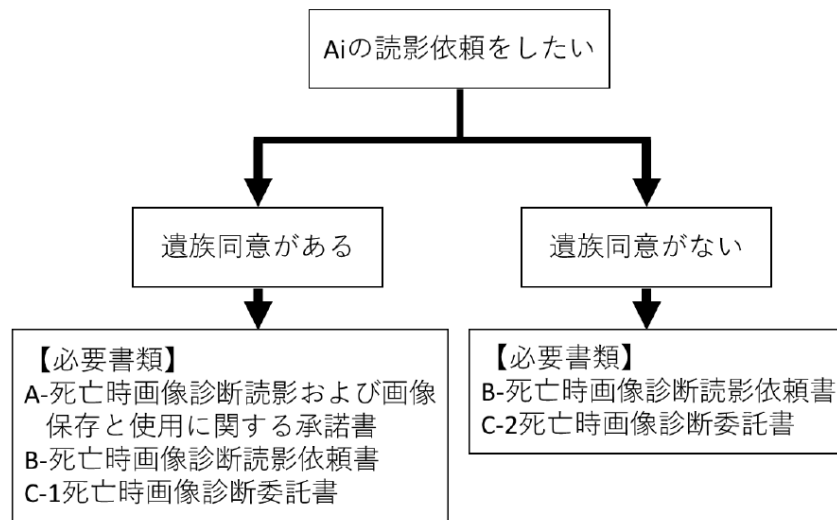 Aiの読影依頼をしたい
遺族同意がある
遺族同意がない
【必要書類】
A-死亡時画像診断読影および画像
保存と使用に関する承諾書
B-死亡時画像診断読影依頼書
C-1死亡時画像診断委託書
【必要書類】
B-死亡時画像診断読影依頼書
C-2死亡時画像診断委託書